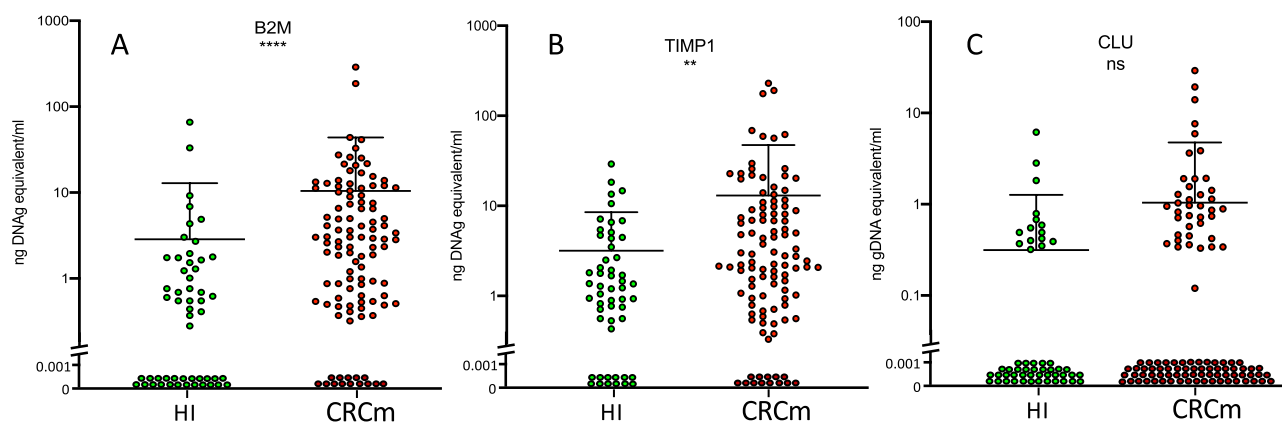 A
B2M
****
ng DNAg equivalent/ml
1000
100
10
1
0.001
0
HI
CRCm
B
TIMP1
**
ng DNAg equivalent/ml
1000
100
10
1
0.001
0
HI
CRCm
C
CLU
ns
ng gDNA equivalent/ml
100
10
1
0.1
0.001
0
HI
CRCm